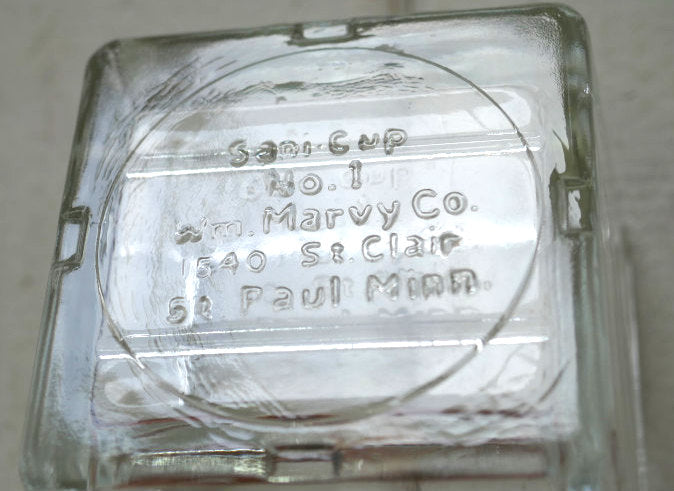 Sani-Cup
No. 1
Wm. Marvy Co.
1540 St. Clair
St Paul Minn.